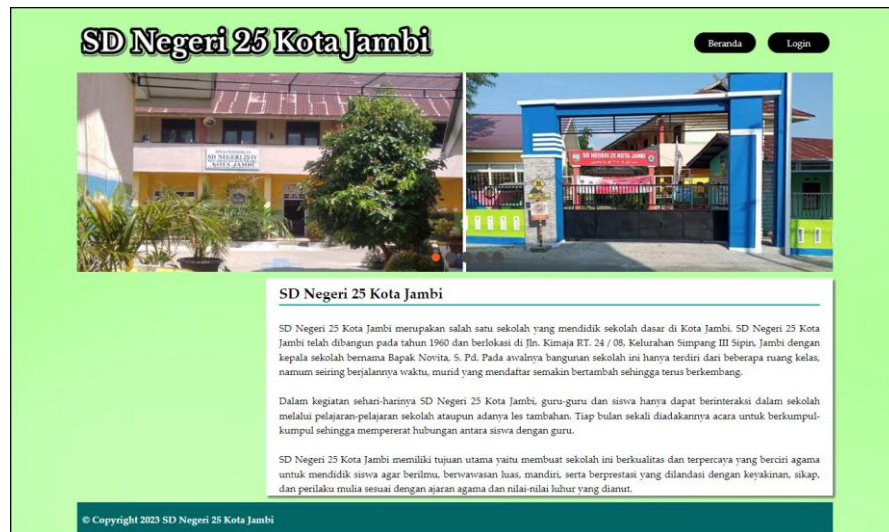 SD Negeri 25 Kota Jambi
Beranda
Login
SD NEGERI 25/IV
KOTA JAMBI
SD NEGERI 25 KOTA JAMBI
SD Negeri 25 Kota Jambi
SD Negeri 25 Kota Jambi merupakan salah satu sekolah yang mendidik sekolah dasar di Kota Jambi. SD Negeri 25 Kota
Jambi telah dibangun pada tahun 1960 dan berlokasi di Jln. Kimaja RT. 24 / 08, Kelurahan Simpang III Sipin, Jambi dengan
kepala sekolah bernama Bapak Novita, S. Pd. Pada awalnya bangunan sekolah ini hanya terdiri dari beberapa ruang kelas,
namum seiring berjalannya waktu, murid yang mendaftar semakin bertambah sehingga terus berkembang.
Dalam kegiatan sehari-harinya SD Negeri 25 Kota Jambi, guru-guru dan siswa hanya dapat berinteraksi dalam sekolah
melalui pelajaran-pelajaran sekolah ataupun adanya les tambahan. Tiap bulan sekali diadakannya acara untuk berkumpul-
kumpul sehingga mempererat hubungan antara siswa dengan guru.
SD Negeri 25 Kota Jambi memiliki tujuan utama yaitu membuat sekolah ini berkualitas dan terpercaya yang berciri agama
untuk mendidik siswa agar berilmu, berwawasan luas, mandiri, serta berprestasi yang dilandasi dengan keyakinan, sikap,
dan perilaku mulia sesuai dengan ajaran agama dan nilai-nilai luhur yang dianut.
© Copyright 2023 SD Negeri 25 Kota Jambi